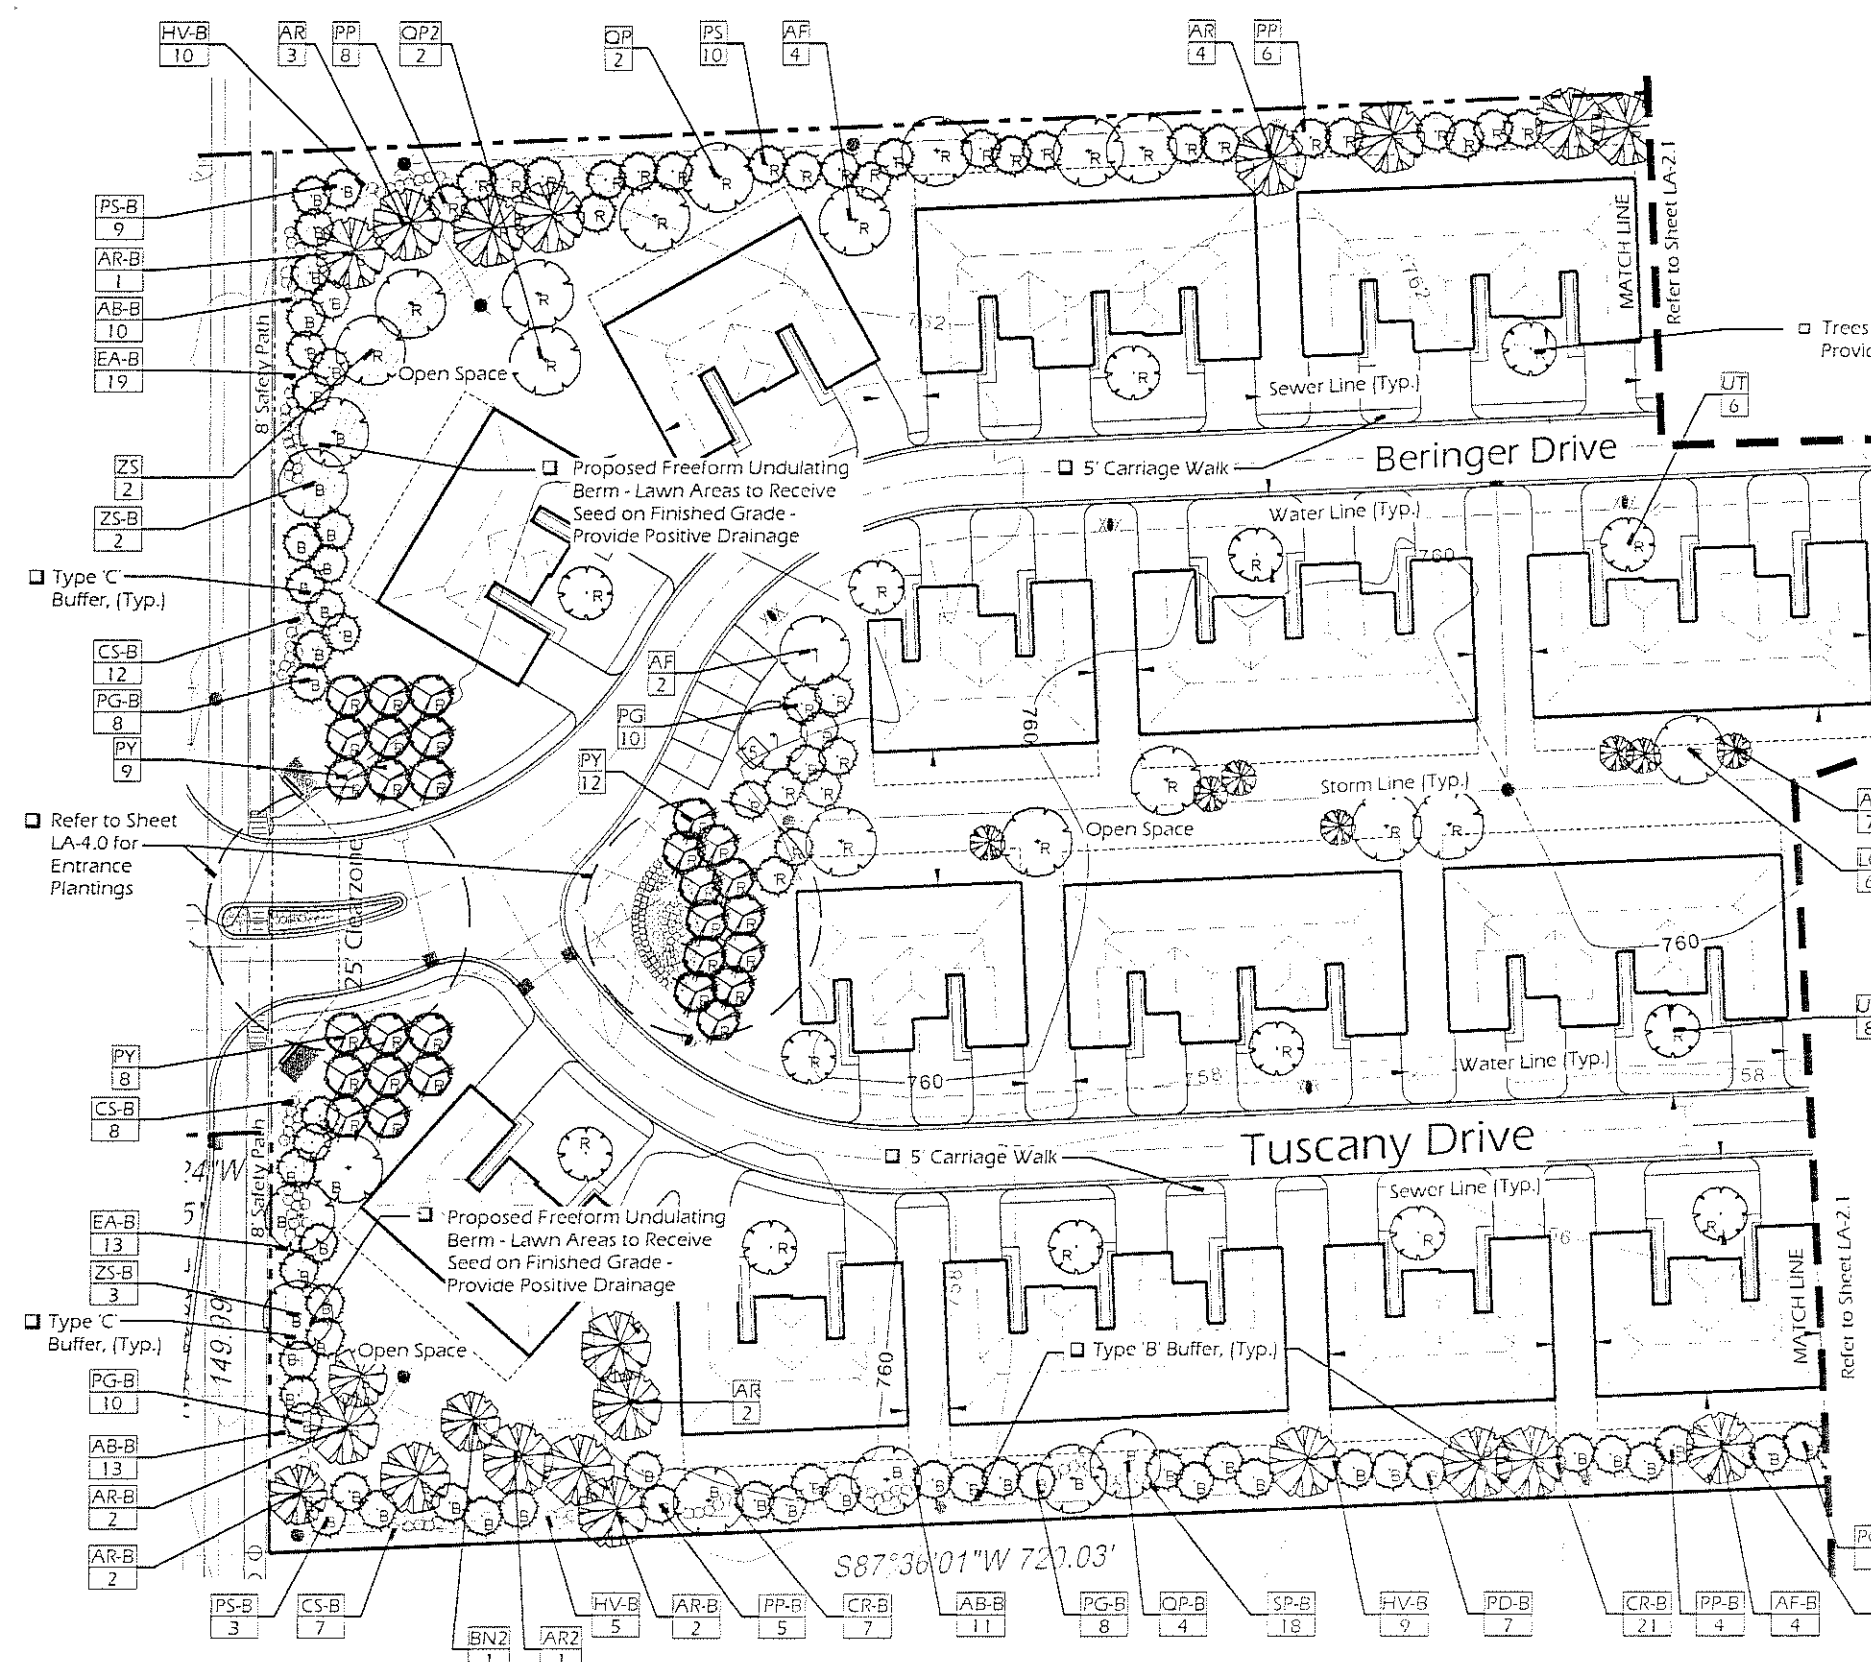 HV-B
10
AR
3
PP
8
QP2
2
QP
2
PS
10
AF
4
AR
4
PP
6
PS-B
9
AR-B
1
AB-B
10
EA-B
19
ZS
2
ZS-B
2
Type 'C'
Buffer, (Typ.)
CS-B
12
PG-B
8
PY
9
Refer to Sheet
LA-4.0 for
Entrance
Plantings
PY
8
CS-B
8
EA-B
13
ZS-B
3
Type 'C'
Buffer, (Typ.)
PG-B
10
AB-B
13
AR-B
2
AR-B
2
8' Safety Path
25' Clearzone
8' Safety Path
149.09'
Open Space
Proposed Freeform Undulating
Berm - Lawn Areas to Receive
Seed on Finished Grade -
Provide Positive Drainage
AF
2
PG
10
PY
12
762
762
Sewer Line (Typ.)
5' Carriage Walk
Beringer Drive
Water Line (Typ.)
MATCH LINE
Refer to Sheet LA-2.1
Trees
UT
6
760
760
Storm Line (Typ.)
Open Space
760
Water Line (Typ.)
760
758
758
Tuscany Drive
5' Carriage Walk
Sewer Line (Typ.)
Proposed Freeform Undulating
Berm - Lawn Areas to Receive
Seed on Finished Grade -
Provide Positive Drainage
Open Space
758
760
Type 'B' Buffer, (Typ.)
AR
2
MATCH LINE
Refer to Sheet LA-2.1
S87°36'01"W 720.03'
PS-B
3
CS-B
7
BN2
1
AR2
1
HV-B
5
AR-B
2
PP-B
5
CR-B
7
AB-B
11
PG-B
8
QP-B
4
SP-B
18
HV-B
9
PD-B
7
CR-B
21
PP-B
4
AF-B
4